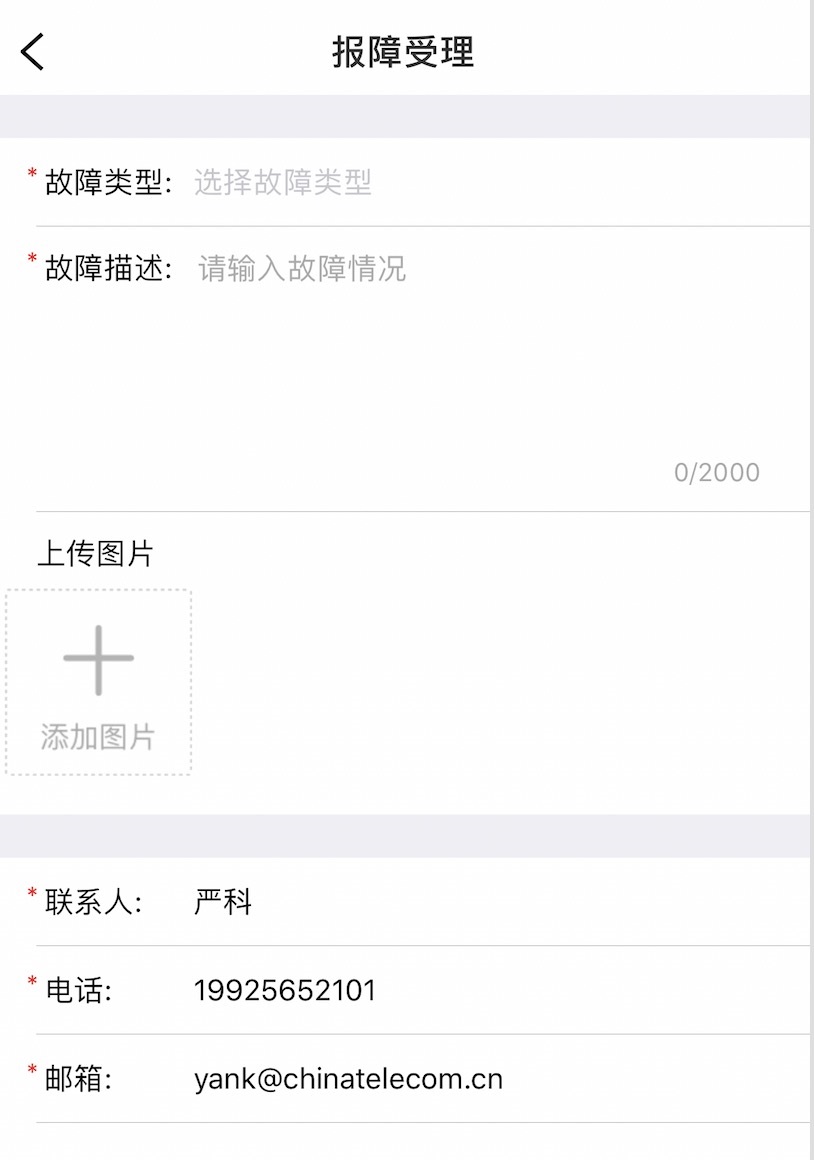 报障受理
* 故障类型: 选择故障类型
* 故障描述: 请输入故障情况
0/2000
上传图片
添加图片
* 联系人: 严科
* 电话: 19925652101
* 邮箱: yank@chinatelecom.cn